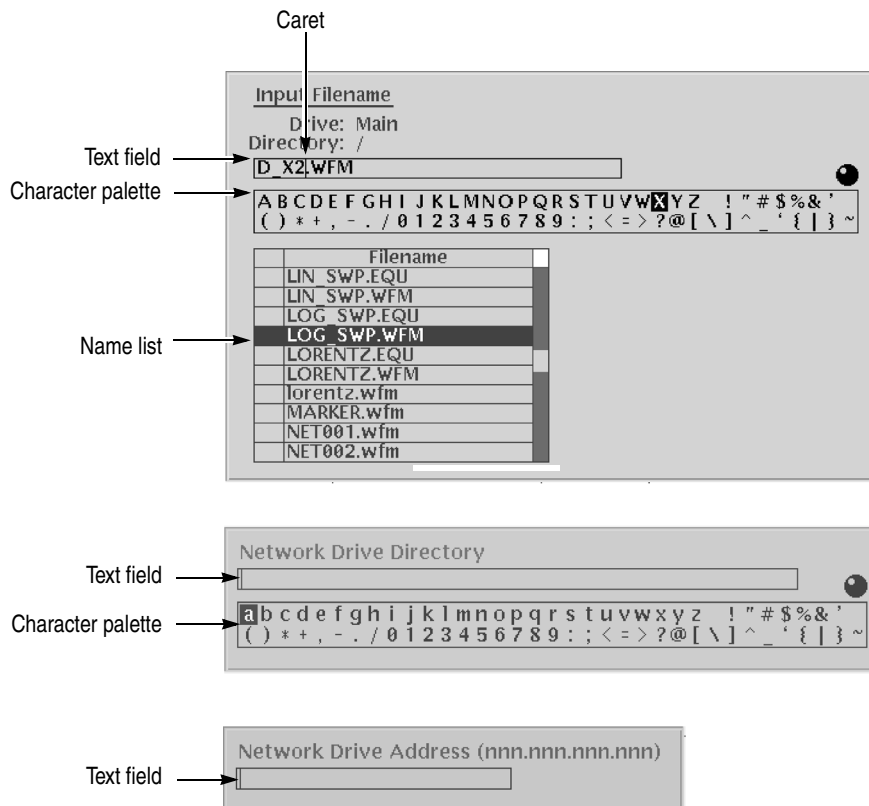 Caret
Input Filename
Drive: Main
Directory: /
Text field
D_X2.WFM
Character palette
A B C D E F G H I J K L M N O P Q R S T U V W X Y Z ! " # $ % & '
( ) * + , - . / 0 1 2 3 4 5 6 7 8 9 : ; < = > ? @ [ \ ] ^ _ ‘ { | } ~
Filename
LIN_SWP.EQU
LIN_SWP.WFM
LOG_SWP.EQU
Name list
LOG_SWP.WFM
LORENTZ.EQU
LORENTZ.WFM
lorentz.wfm
MARKER.wfm
NET001.wfm
NET002.wfm
Network Drive Directory
Text field
Character palette
a b c d e f g h i j k l m n o p q r s t u v w x y z ! " # $ % & '
( ) * + , - . / 0 1 2 3 4 5 6 7 8 9 : ; < = > ? @ [ \ ] ^ _ ‘ { | } ~
Network Drive Address (nnn.nnn.nnn.nnn)
Text field